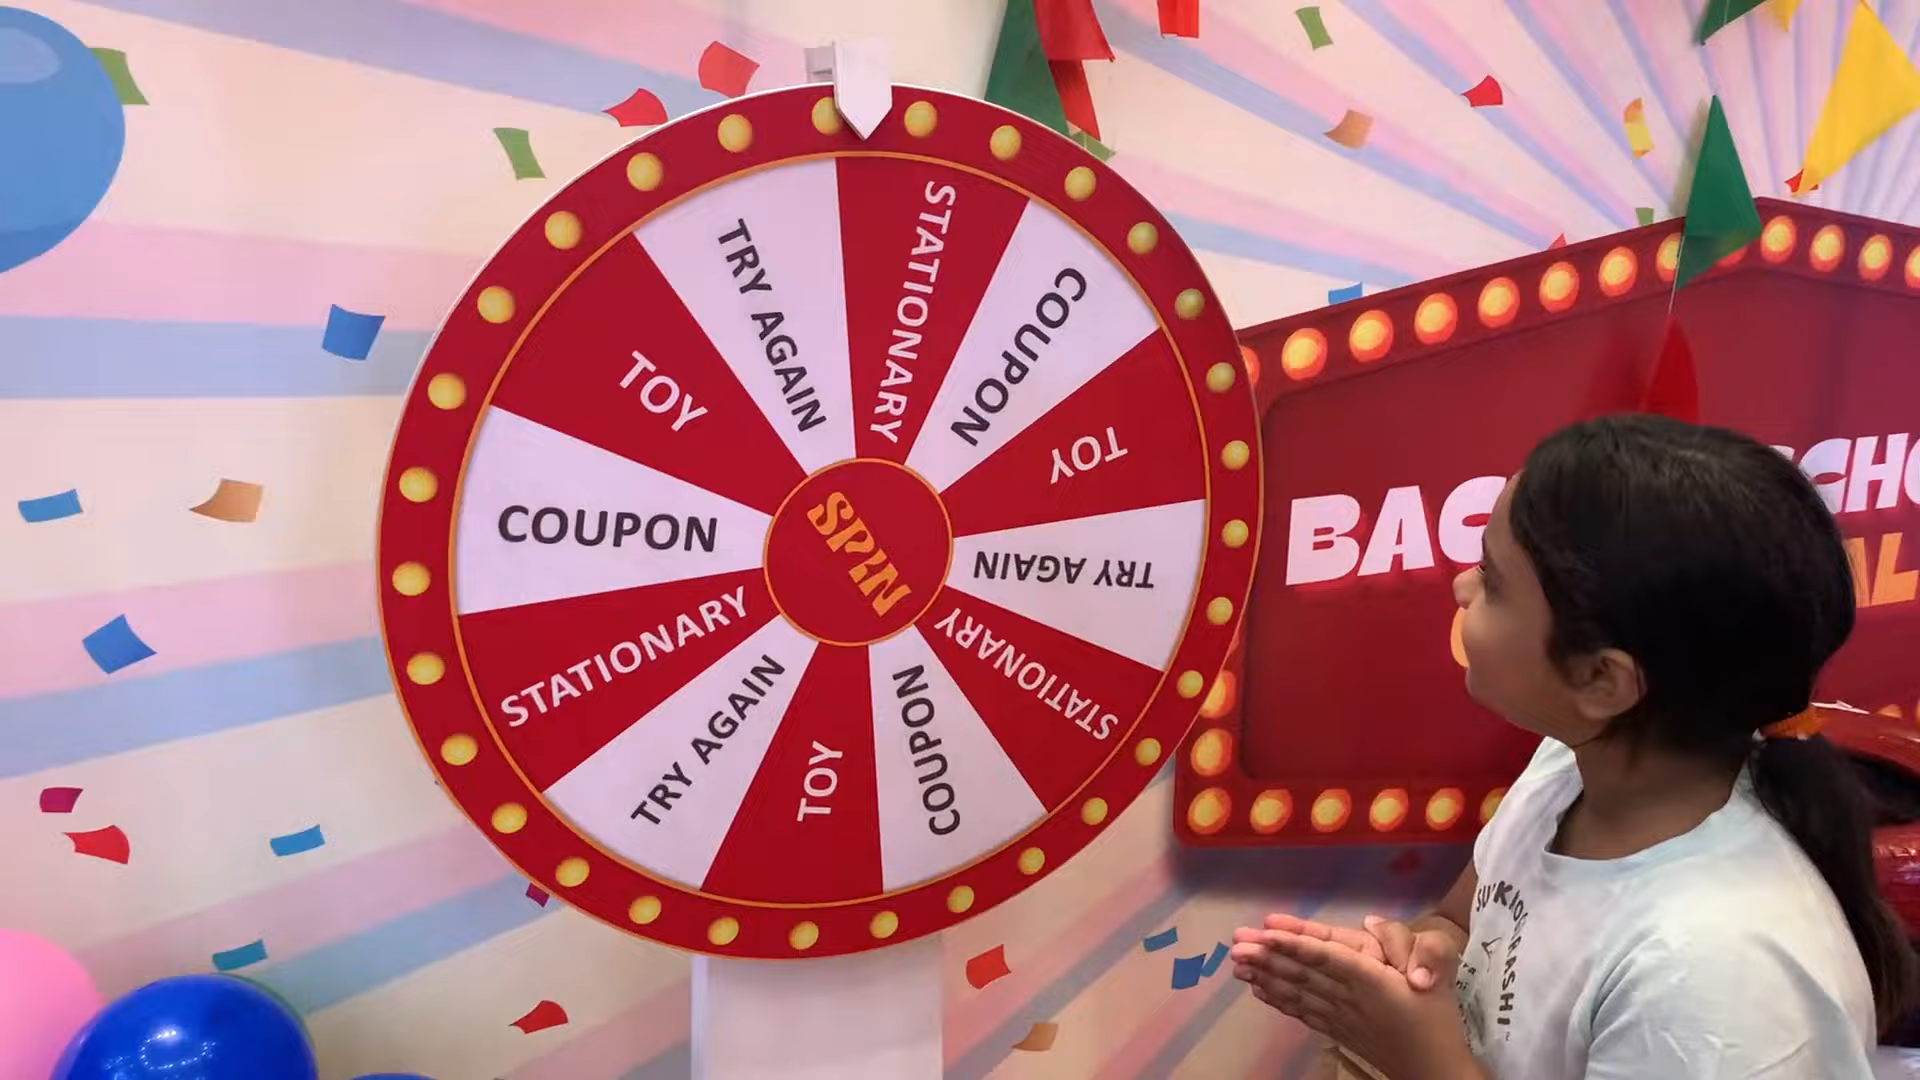 STATIONARY
COUPON
TOY
TRY AGAIN
STATIONARY
COUPON
TOY
TRY AGAIN
STATIONARY
COUPON
TOY
TRY AGAIN
SPIN
BAC